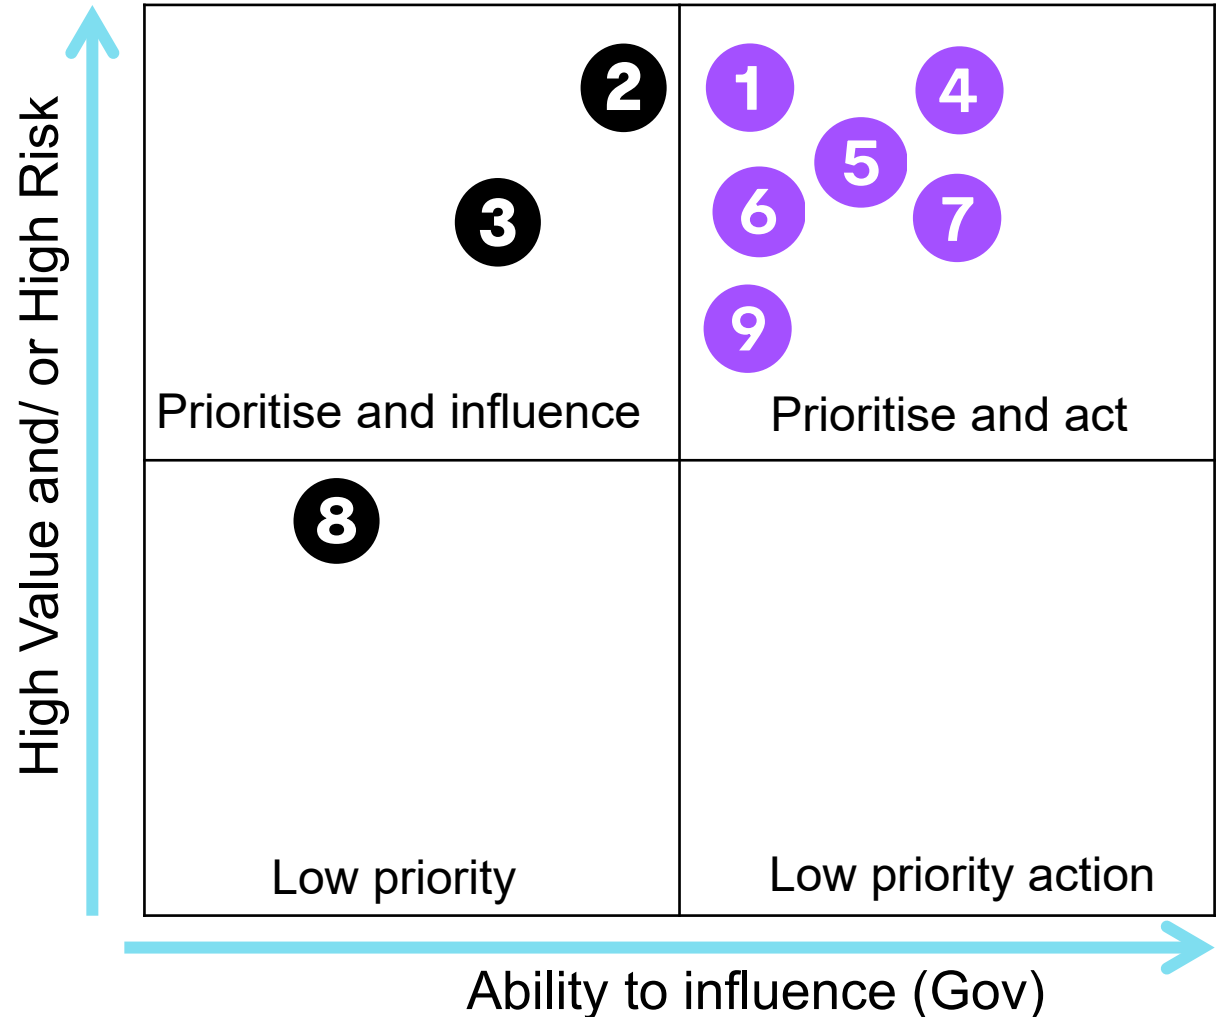 High Value and/ or High Risk
2
1
4
5
3
6
7
9
Prioritise and influence
Prioritise and act
8
Low priority
Low priority action
Ability to influence (Gov)